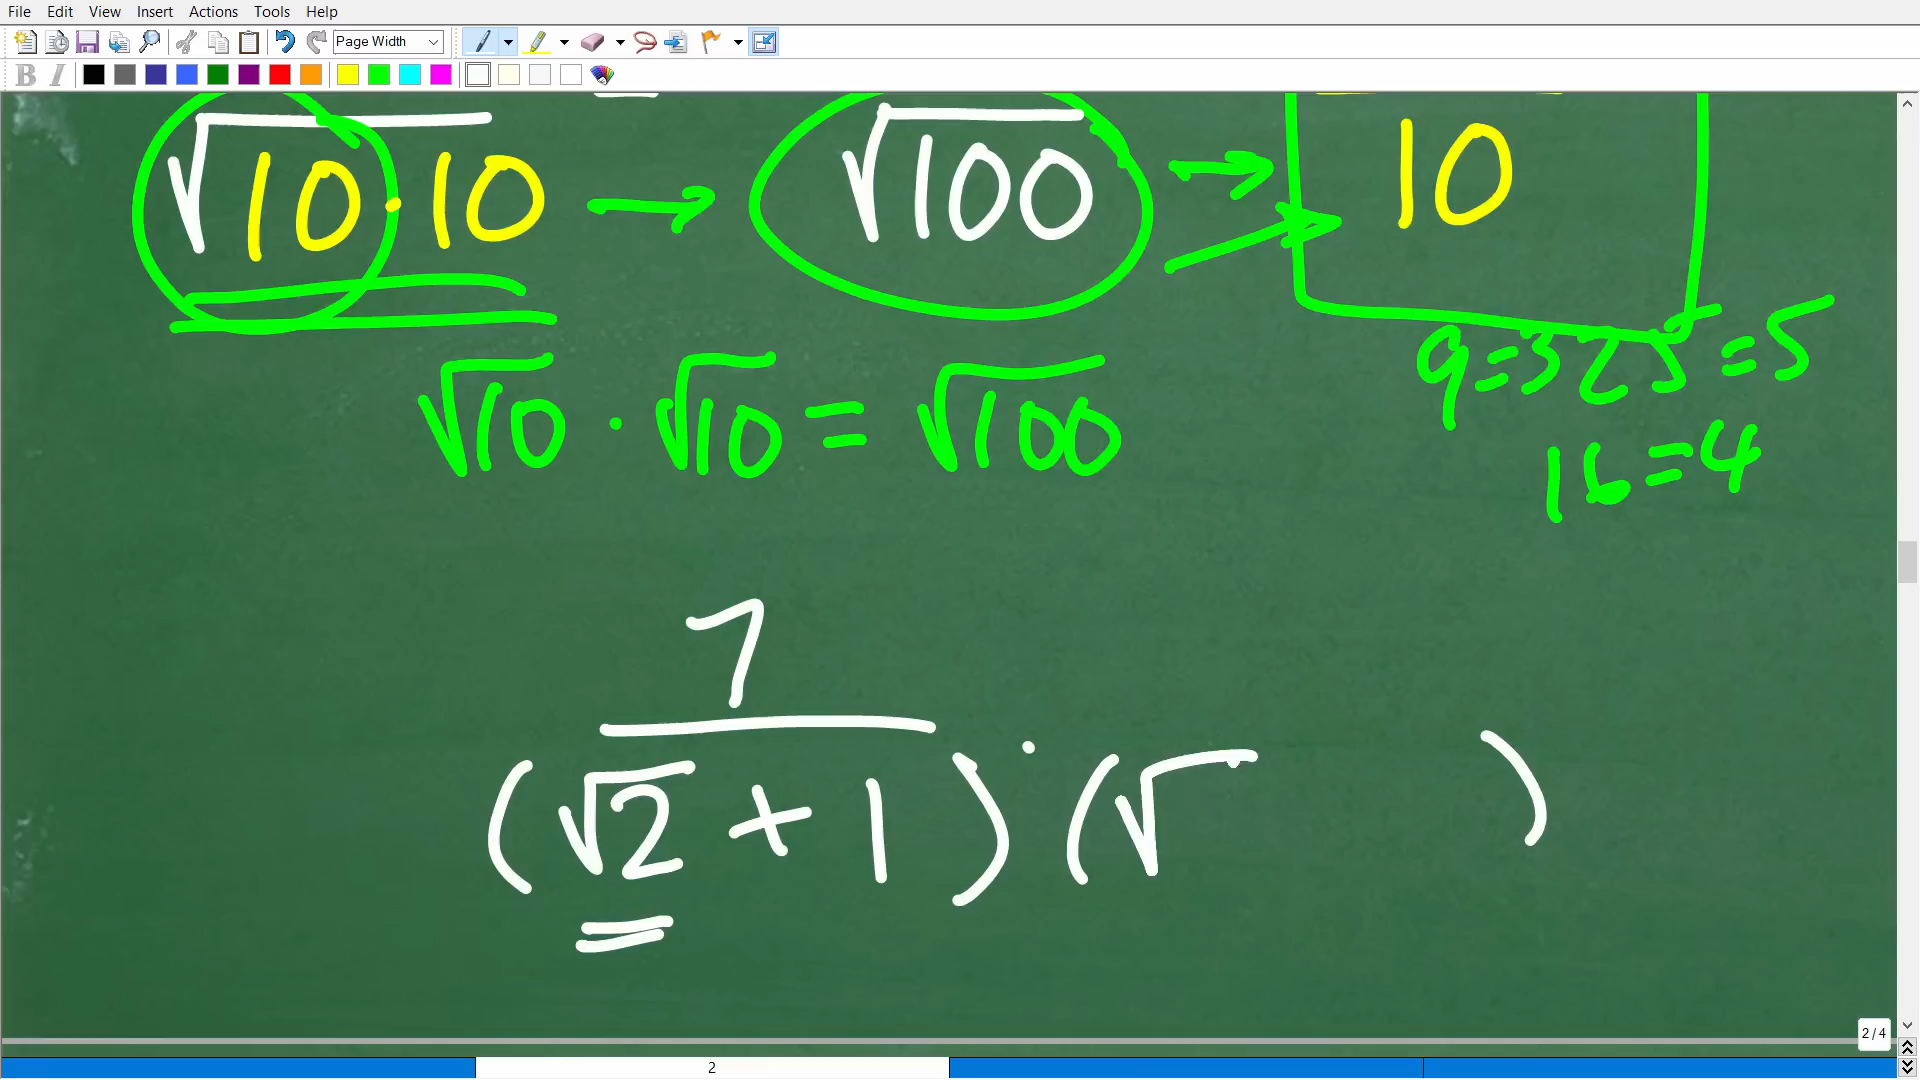 File Edit View Insert Actions Tools Help
Page Width
B I
√10 · 10 → √100 → 10
9=3 25=5
√10 · √10 = √100
16=4
7
(√2 + 1) · (√ )
2/4
2